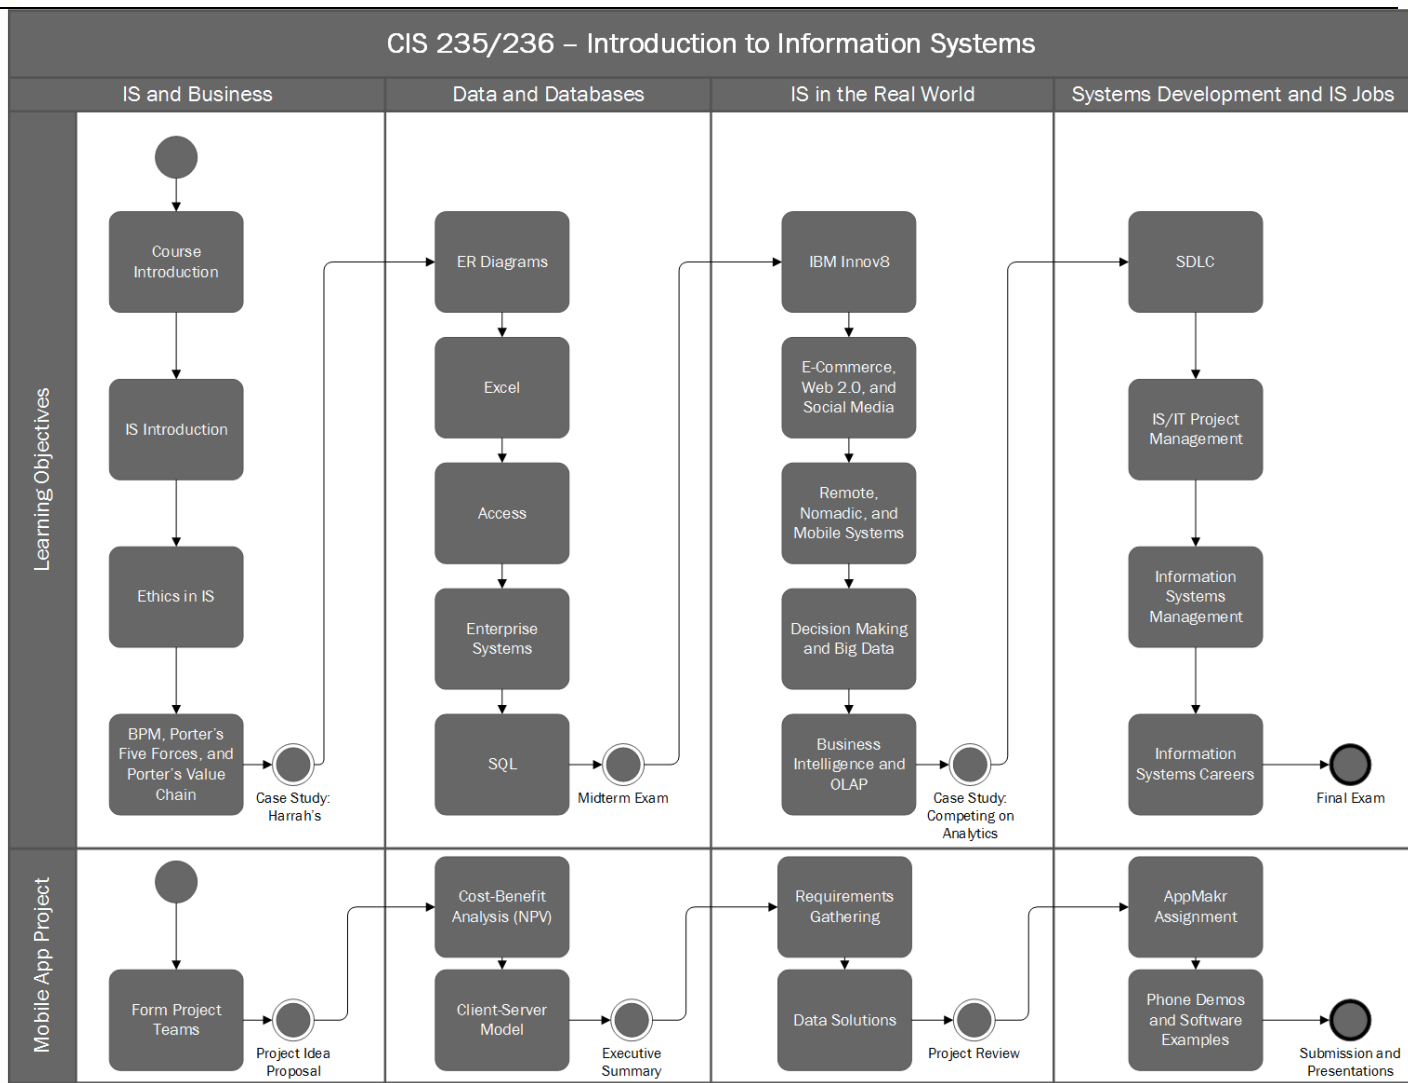 CIS 235/236 – Introduction to Information Systems
IS and Business
Data and Databases
IS in the Real World
Systems Development and IS Jobs
Learning Objectives
Course
Introduction
IS Introduction
Ethics in IS
BPM, Porter's
Five Forces, and
Porter's Value
Chain
Case Study:
Harrah's
ER Diagrams
Excel
Access
Enterprise
Systems
SQL
Midterm Exam
IBM Innov8
E-Commerce,
Web 2.0, and
Social Media
Remote,
Nomadic, and
Mobile Systems
Decision Making
and Big Data
Business
Intelligence and
OLAP
Case Study:
Competing on
Analytics
SDLC
IS/IT Project
Management
Information
Systems
Management
Information
Systems Careers
Final Exam
Mobile App Project
Form Project
Teams
Project Idea
Proposal
Cost-Benefit
Analysis (NPV)
Client-Server
Model
Executive
Summary
Requirements
Gathering
Data Solutions
Project Review
AppMakr
Assignment
Phone Demos
and Software
Examples
Submission and
Presentations